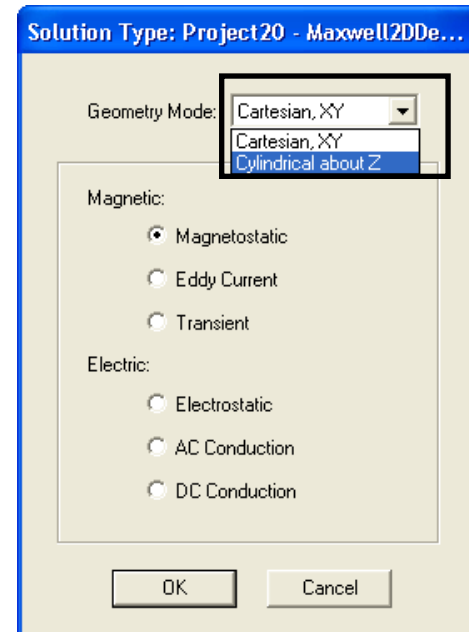 Solution Type: Project20 - Maxwell2DDe...
Geometry Mode: Cartesian, XY
Cartesian, XY
Cylindrical about Z
Magnetic:
Magnetostatic
Eddy Current
Transient
Electric:
Electrostatic
AC Conduction
DC Conduction
OK Cancel